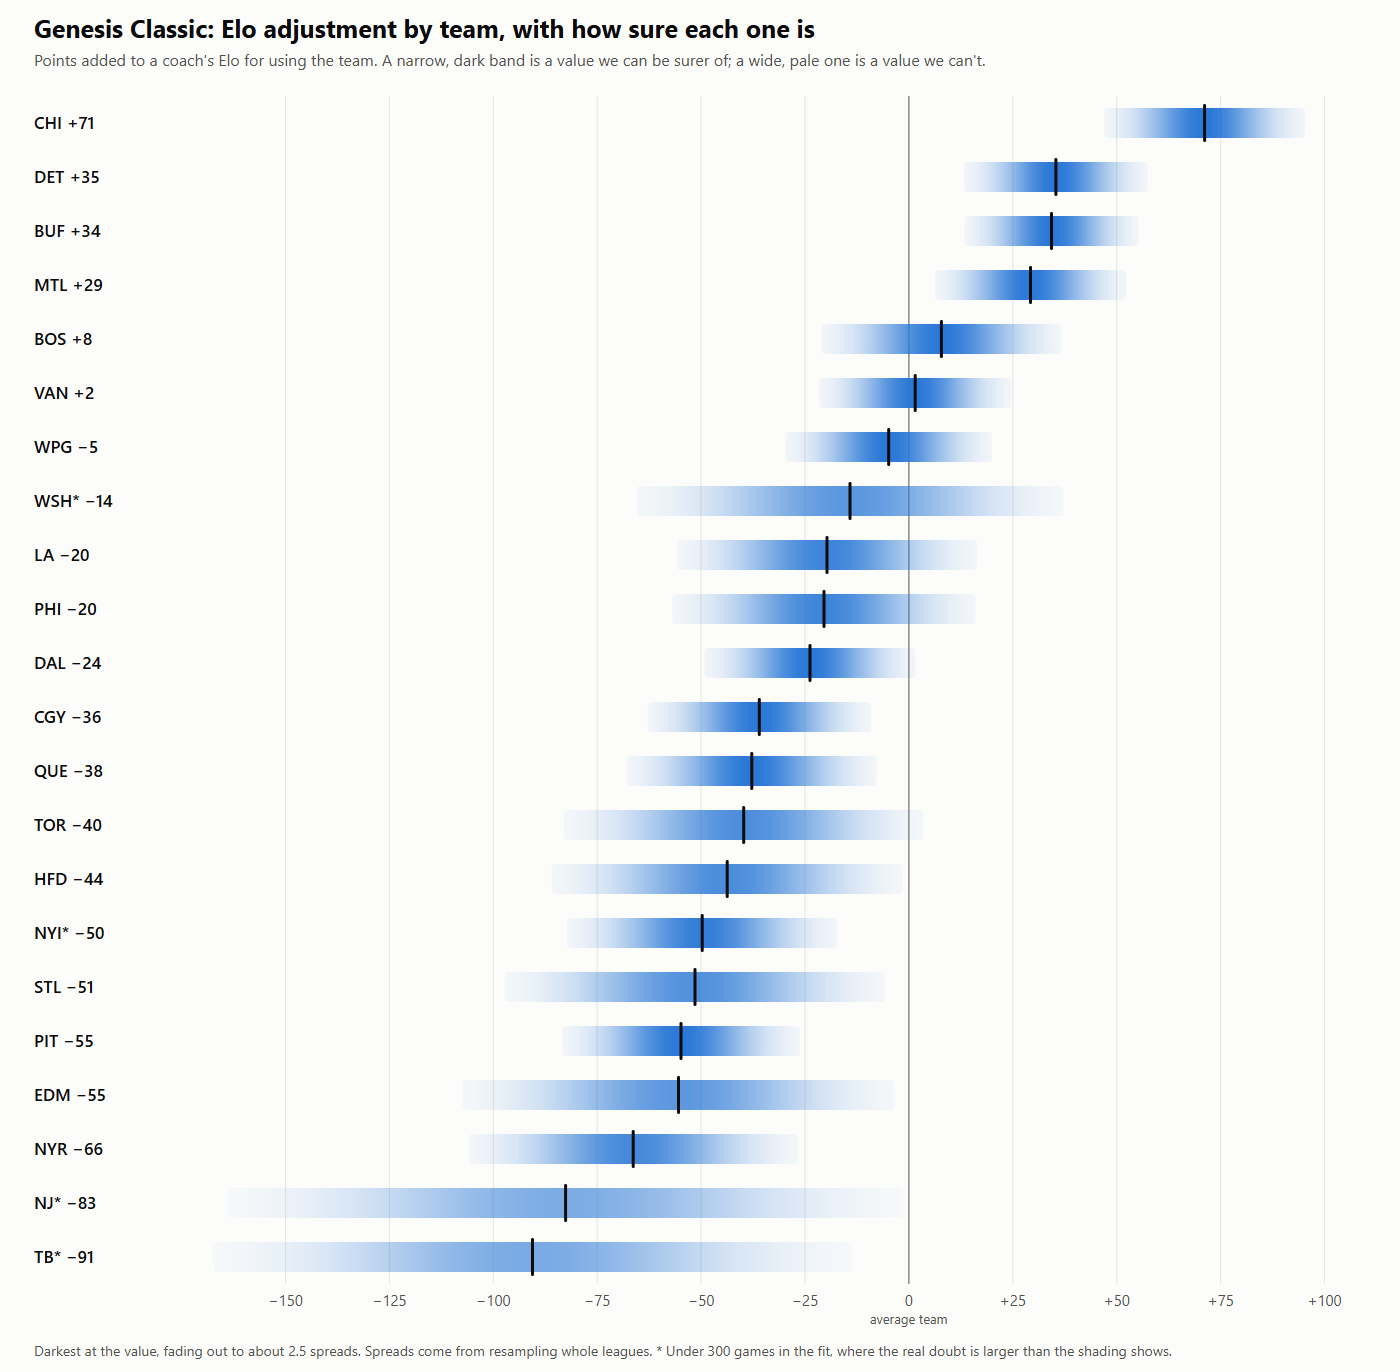 Genesis Classic: Elo adjustment by team, with how sure each one is
Points added to a coach's Elo for using the team. A narrow, dark band is a value we can be surer of; a wide, pale one is a value we can't.
CHI +71
DET +35
BUF +34
MTL +29
BOS +8
VAN +2
WPG −5
WSH* −14
LA −20
PHI −20
DAL −24
CGY −36
QUE −38
TOR −40
HFD −44
NYI* −50
STL −51
PIT −55
EDM −55
NYR −66
NJ* −83
TB* −91
−150 −125 −100 −75 −50 −25 0 +25 +50 +75 +100
average team
Darkest at the value, fading out to about 2.5 spreads. Spreads come from resampling whole leagues. * Under 300 games in the fit, where the real doubt is larger than the shading shows.